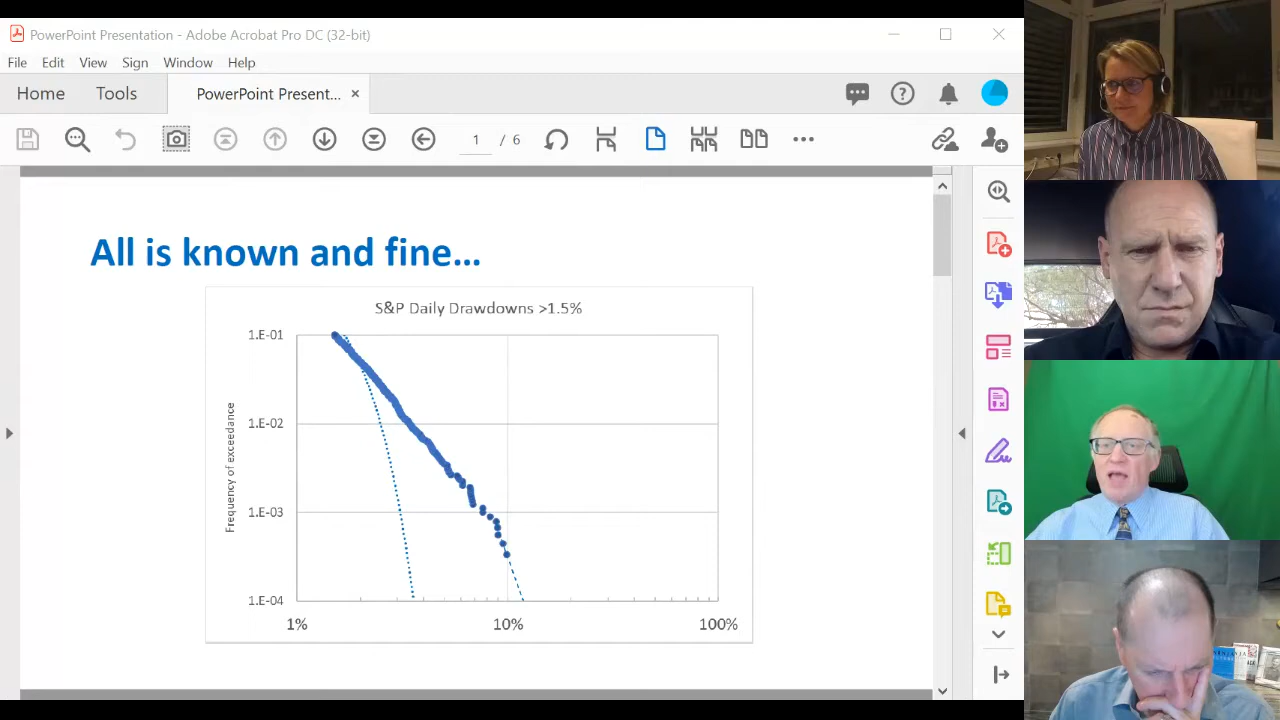 PowerPoint Presentation - Adobe Acrobat Pro DC (32-bit)
File Edit View Sign Window Help
Home Tools PowerPoint Present... ×
1 / 6
All is known and fine...
S&P Daily Drawdowns >1.5%
Frequency of exceedance
1.E-01
1.E-02
1.E-03
1.E-04
1% 10% 100%